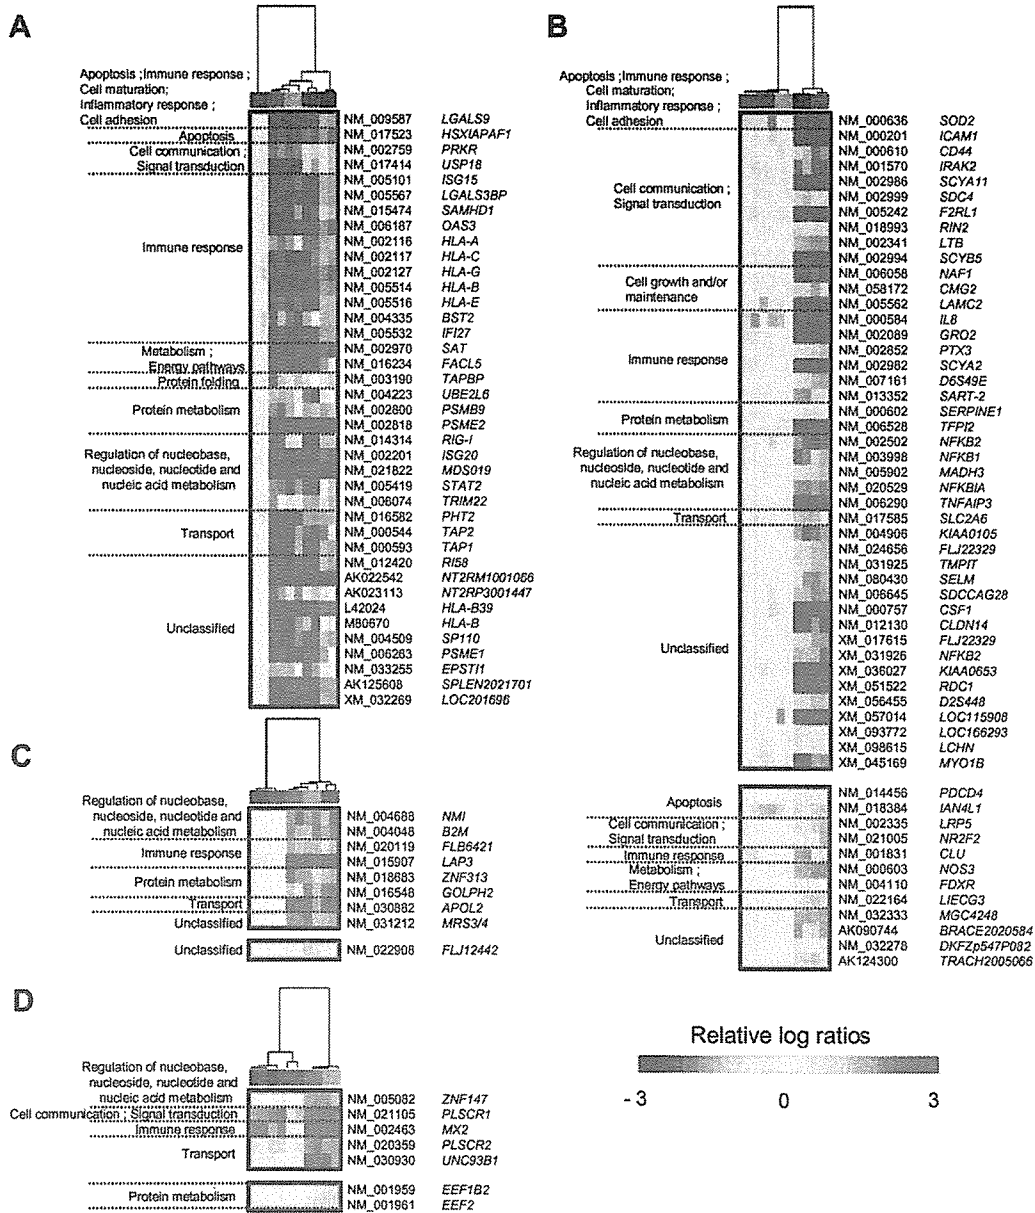 A
Apoptosis ;Immune response ;
Cell maturation;
Inflammatory response ;
Cell adhesion
Apoptosis
Cell communication ;
Signal transduction
Immune response
Metabolism ;
Energy pathways
Protein folding
Protein metabolism
Regulation of nucleobase,
nucleoside, nucleotide and
nucleic acid metabolism
Transport
Unclassified
NM_009587 LGALS9
NM_017523 HSXIAPAF1
NM_002759 PRKR
NM_017414 USP18
NM_005101 ISG15
NM_005567 LGALS3BP
NM_015474 SAMHD1
NM_006187 OAS3
NM_002116 HLA-A
NM_002117 HLA-C
NM_002127 HLA-G
NM_005514 HLA-B
NM_005516 HLA-E
NM_004335 BST2
NM_005532 IFI27
NM_002970 SAT
NM_016234 FACL5
NM_003190 TAPBP
NM_004223 UBE2L6
NM_002800 PSMB9
NM_002818 PSME2
NM_014314 RIG-I
NM_002201 ISG20
NM_021822 MDS019
NM_005419 STAT2
NM_006074 TRIM22
NM_016582 PHT2
NM_000544 TAP2
NM_000593 TAP1
NM_012420 RI58
AK022542 NT2RM1001066
AK023113 NT2RP3001447
L42024 HLA-B39
M80670 HLA-B
NM_004509 SP110
NM_006263 PSME1
NM_033255 EPSTI1
AK125608 SPLEN2021701
XM_032269 LOC201696
B
Apoptosis ;Immune response ;
Cell maturation;
Inflammatory response ;
Cell adhesion
Cell communication ;
Signal transduction
Cell growth and/or
maintenance
Immune response
Protein metabolism
Regulation of nucleobase,
nucleoside, nucleotide and
nucleic acid metabolism
Transport
Unclassified
NM_000636 SOD2
NM_000201 ICAM1
NM_000610 CD44
NM_001570 IRAK2
NM_002986 SCYA11
NM_002999 SDC4
NM_005242 F2RL1
NM_018993 RIN2
NM_002341 LTB
NM_002994 SCYB5
NM_006058 NAF1
NM_058172 CMG2
NM_005562 LAMC2
NM_000584 IL8
NM_002089 GRO2
NM_002852 PTX3
NM_002982 SCYA2
NM_007161 D6S49E
NM_013352 SART-2
NM_000602 SERPINE1
NM_006528 TFPI2
NM_002502 NFKB2
NM_003998 NFKB1
NM_005902 MADH3
NM_020529 NFKBIA
NM_006290 TNFAIP3
NM_017585 SLC2A6
NM_004906 KIAA0105
NM_024656 FLJ22329
NM_031925 TMPIT
NM_080430 SELM
NM_006645 SDCCAG28
NM_000757 CSF1
NM_012130 CLDN14
XM_017615 FLJ22329
XM_031926 NFKB2
XM_036027 KIAA0653
XM_051522 RDC1
XM_056455 D2S448
XM_057014 LOC115908
XM_093772 LOC166293
XM_098615 LCHN
XM_045169 MYO1B
Apoptosis
Cell communication ;
Signal transduction
Immune response
Metabolism ;
Energy pathways
Transport
Unclassified
NM_014456 PDCD4
NM_018384 IAN4L1
NM_002335 LRP5
NM_021005 NR2F2
NM_001831 CLU
NM_000603 NOS3
NM_004110 FDXR
NM_022164 LIECG3
NM_032333 MGC4248
AK090744 BRACE2020584
NM_032278 DKFZp547P082
AK124300 TRACH2005066
C
Regulation of nucleobase,
nucleoside, nucleotide and
nucleic acid metabolism
Immune response
Protein metabolism
Transport
Unclassified
NM_004688 NMI
NM_004048 B2M
NM_020119 FLB6421
NM_015907 LAP3
NM_018683 ZNF313
NM_016548 GOLPH2
NM_030882 APOL2
NM_031212 MRS3/4
Unclassified
NM_022908 FLJ12442
D
Regulation of nucleobase,
nucleoside, nucleotide and
nucleic acid metabolism
Cell communication ; Signal transduction
Immune response
Transport
NM_005082 ZNF147
NM_021105 PLSCR1
NM_002463 MX2
NM_020359 PLSCR2
NM_030930 UNC93B1
Protein metabolism
NM_001959 EEF1B2
NM_001961 EEF2
Relative log ratios
- 3 0 3